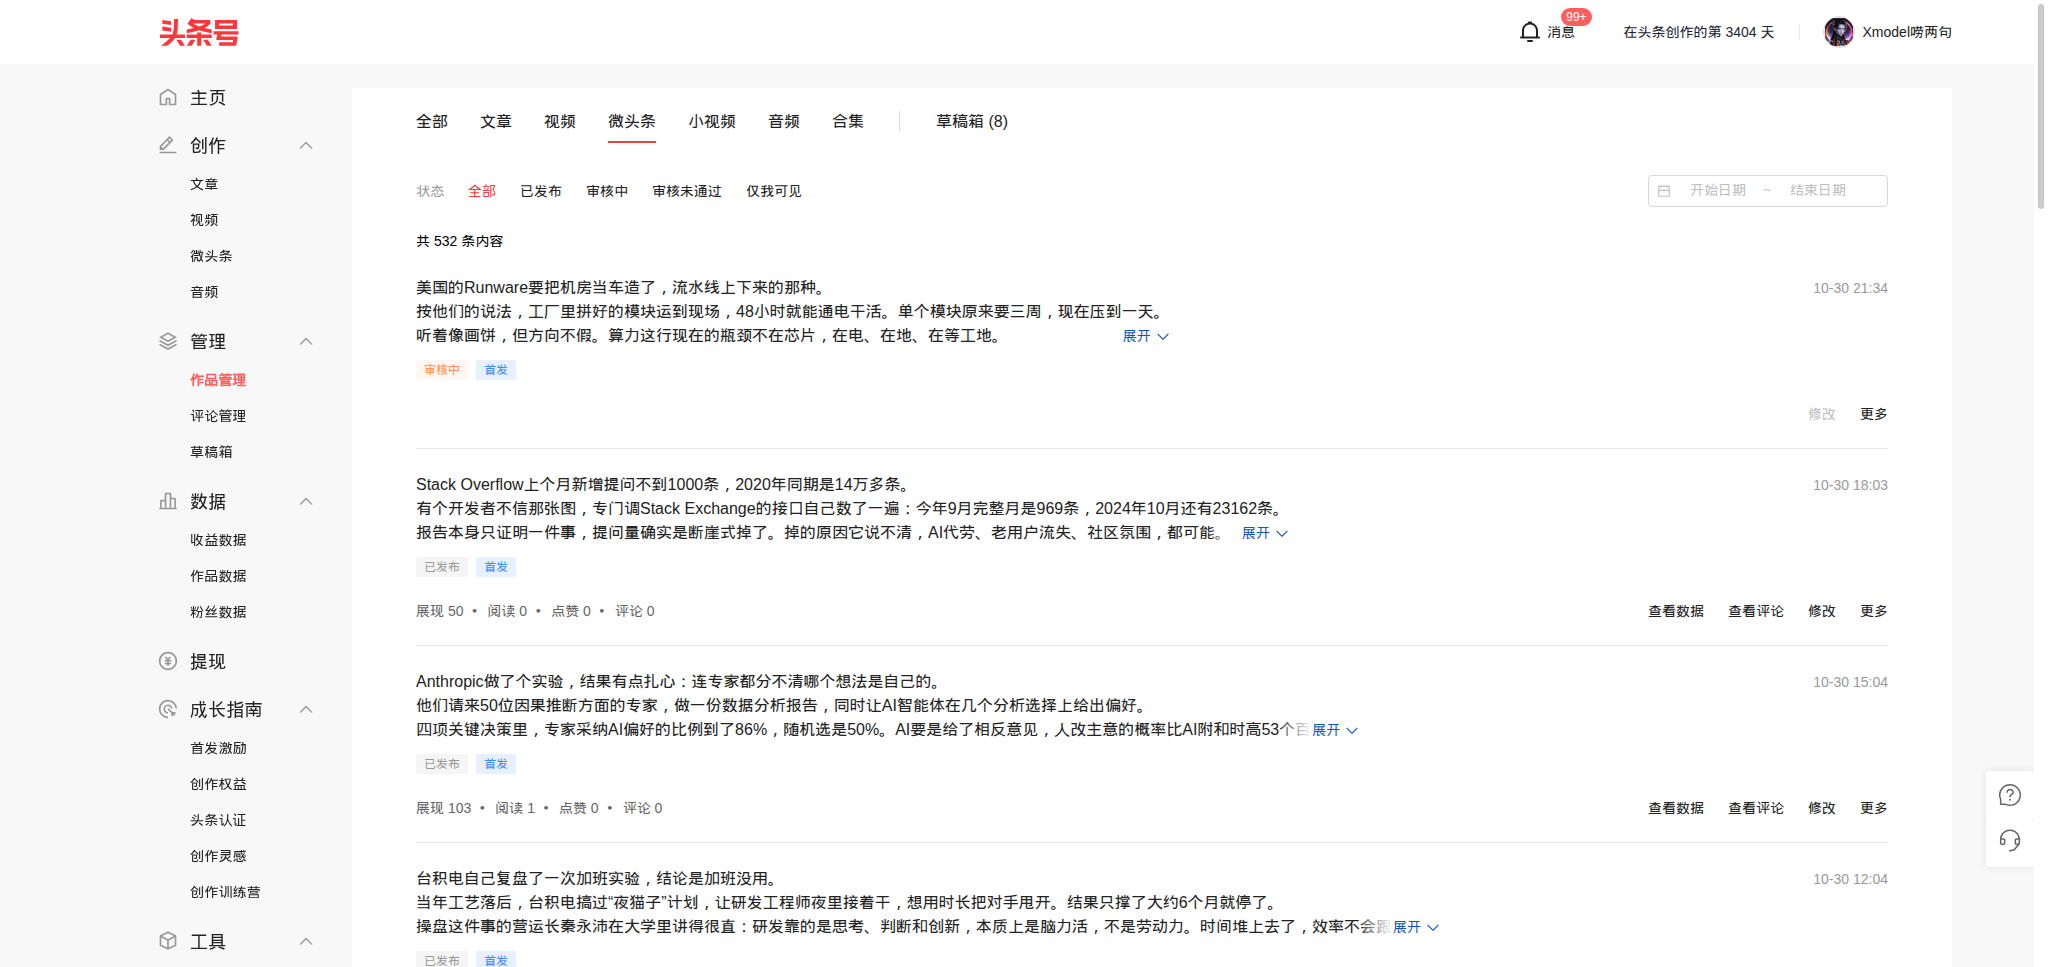 头条号
消息
99+
在头条创作的第 3404 天
Xmodel唠两句
主页
创作
文章
视频
微头条
音频
管理
作品管理
评论管理
草稿箱
数据
收益数据
作品数据
粉丝数据
提现
成长指南
首发激励
创作权益
头条认证
创作灵感
创作训练营
工具
全部 文章 视频 微头条 小视频 音频 合集 草稿箱 (8)
状态 全部 已发布 审核中 审核未通过 仅我可见
开始日期 ~ 结束日期
共 532 条内容
美国的Runware要把机房当车造了，流水线上下来的那种。
10-30 21:34
按他们的说法，工厂里拼好的模块运到现场，48小时就能通电干活。单个模块原来要三周，现在压到一天。
听着像画饼，但方向不假。算力这行现在的瓶颈不在芯片，在电、在地、在等工地。 展开
审核中 首发
修改 更多
Stack Overflow上个月新增提问不到1000条，2020年同期是14万多条。
10-30 18:03
有个开发者不信那张图，专门调Stack Exchange的接口自己数了一遍：今年9月完整月是969条，2024年10月还有23162条。
报告本身只证明一件事，提问量确实是断崖式掉了。掉的原因它说不清，AI代劳、老用户流失、社区氛围，都可能。 展开
已发布 首发
展现 50 • 阅读 0 • 点赞 0 • 评论 0
查看数据 查看评论 修改 更多
Anthropic做了个实验，结果有点扎心：连专家都分不清哪个想法是自己的。
10-30 15:04
他们请来50位因果推断方面的专家，做一份数据分析报告，同时让AI智能体在几个分析选择上给出偏好。
四项关键决策里，专家采纳AI偏好的比例到了86%，随机选是50%。AI要是给了相反意见，人改主意的概率比AI附和时高53个百 展开
已发布 首发
展现 103 • 阅读 1 • 点赞 0 • 评论 0
查看数据 查看评论 修改 更多
台积电自己复盘了一次加班实验，结论是加班没用。
10-30 12:04
当年工艺落后，台积电搞过“夜猫子”计划，让研发工程师夜里接着干，想用时长把对手甩开。结果只撑了大约6个月就停了。
操盘这件事的营运长秦永沛在大学里讲得很直：研发靠的是思考、判断和创新，本质上是脑力活，不是劳动力。时间堆上去了，效率不会跟 展开
已发布 首发